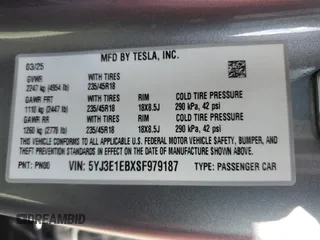 MFD BY TESLA, INC.
03/25
GVWR
2247 kg (4954 lb)
WITH TIRES
235/45R18
GAWR FRT
1110 kg (2447 lb)
WITH TIRES
235/45R18
RIM
18X8.5J
COLD TIRE PRESSURE
290 kPa, 42 psi
GAWR RR
1260 kg (2778 lb)
WITH TIRES
235/45R18
RIM
18X8.5J
COLD TIRE PRESSURE
290 kPa, 42 psi
THIS VEHICLE CONFORMS TO ALL APPLICABLE U.S. FEDERAL MOTOR VEHICLE SAFETY,
BUMPER, AND THEFT PREVENTION STANDARDS IN EFFECT ON THE DATE OF
MANUFACTURE SHOWN ABOVE.
PNT: PN00
VIN: 5YJ3E1EBXSF979187
TYPE: PASSENGER CAR
DREAMBID